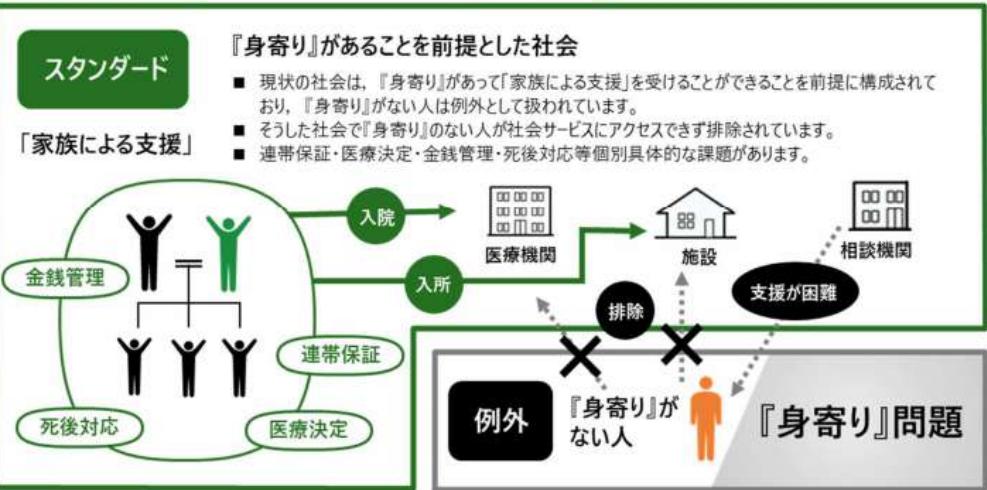 スタンダード
『身寄り』があることを前提とした社会
■ 現状の社会は，『身寄り』があって「家族による支援」を受けることができることを前提に構成されて
おり，『身寄り』がない人は例外として扱われています。
■ そうした社会で『身寄り』のない人が社会サービスにアクセスできず排除されています。
■ 連帯保証・医療決定・金銭管理・死後対応等個別具体的な課題があります。
「家族による支援」
入院
医療機関
施設
相談機関
金銭管理
入所
支援が困難
排除
連帯保証
死後対応
医療決定
例外
『身寄り』が
ない人
『身寄り』問題